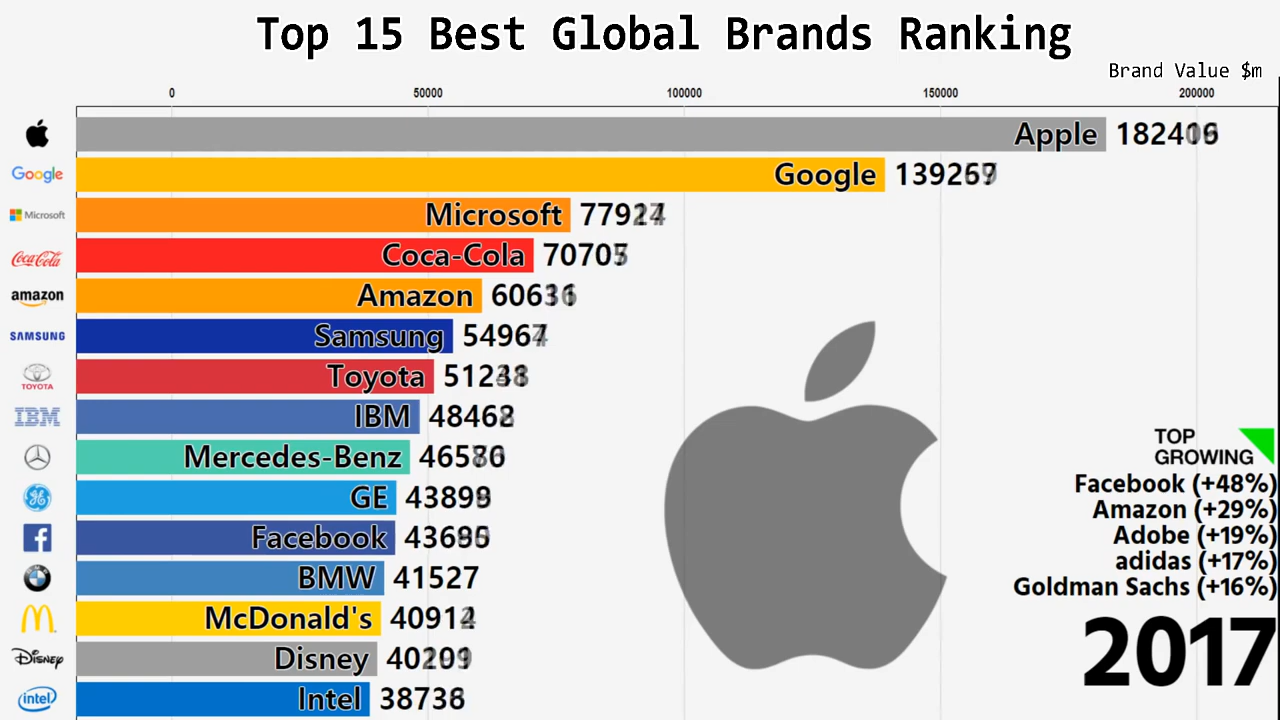 Top 15 Best Global Brands Ranking
Brand Value $m
0 50000 100000 150000 200000
Apple
Google Google
Microsoft Microsoft
Coca-Cola Coca-Cola
amazon Amazon
SAMSUNG Samsung
TOYOTA Toyota
IBM IBM
Mercedes-Benz
GE GE
f Facebook
BMW BMW 41527
McDonald's
Disney Disney
intel Intel
TOP
GROWING
Facebook (+48%)
Amazon (+29%)
Adobe (+19%)
adidas (+17%)
Goldman Sachs (+16%)
2017